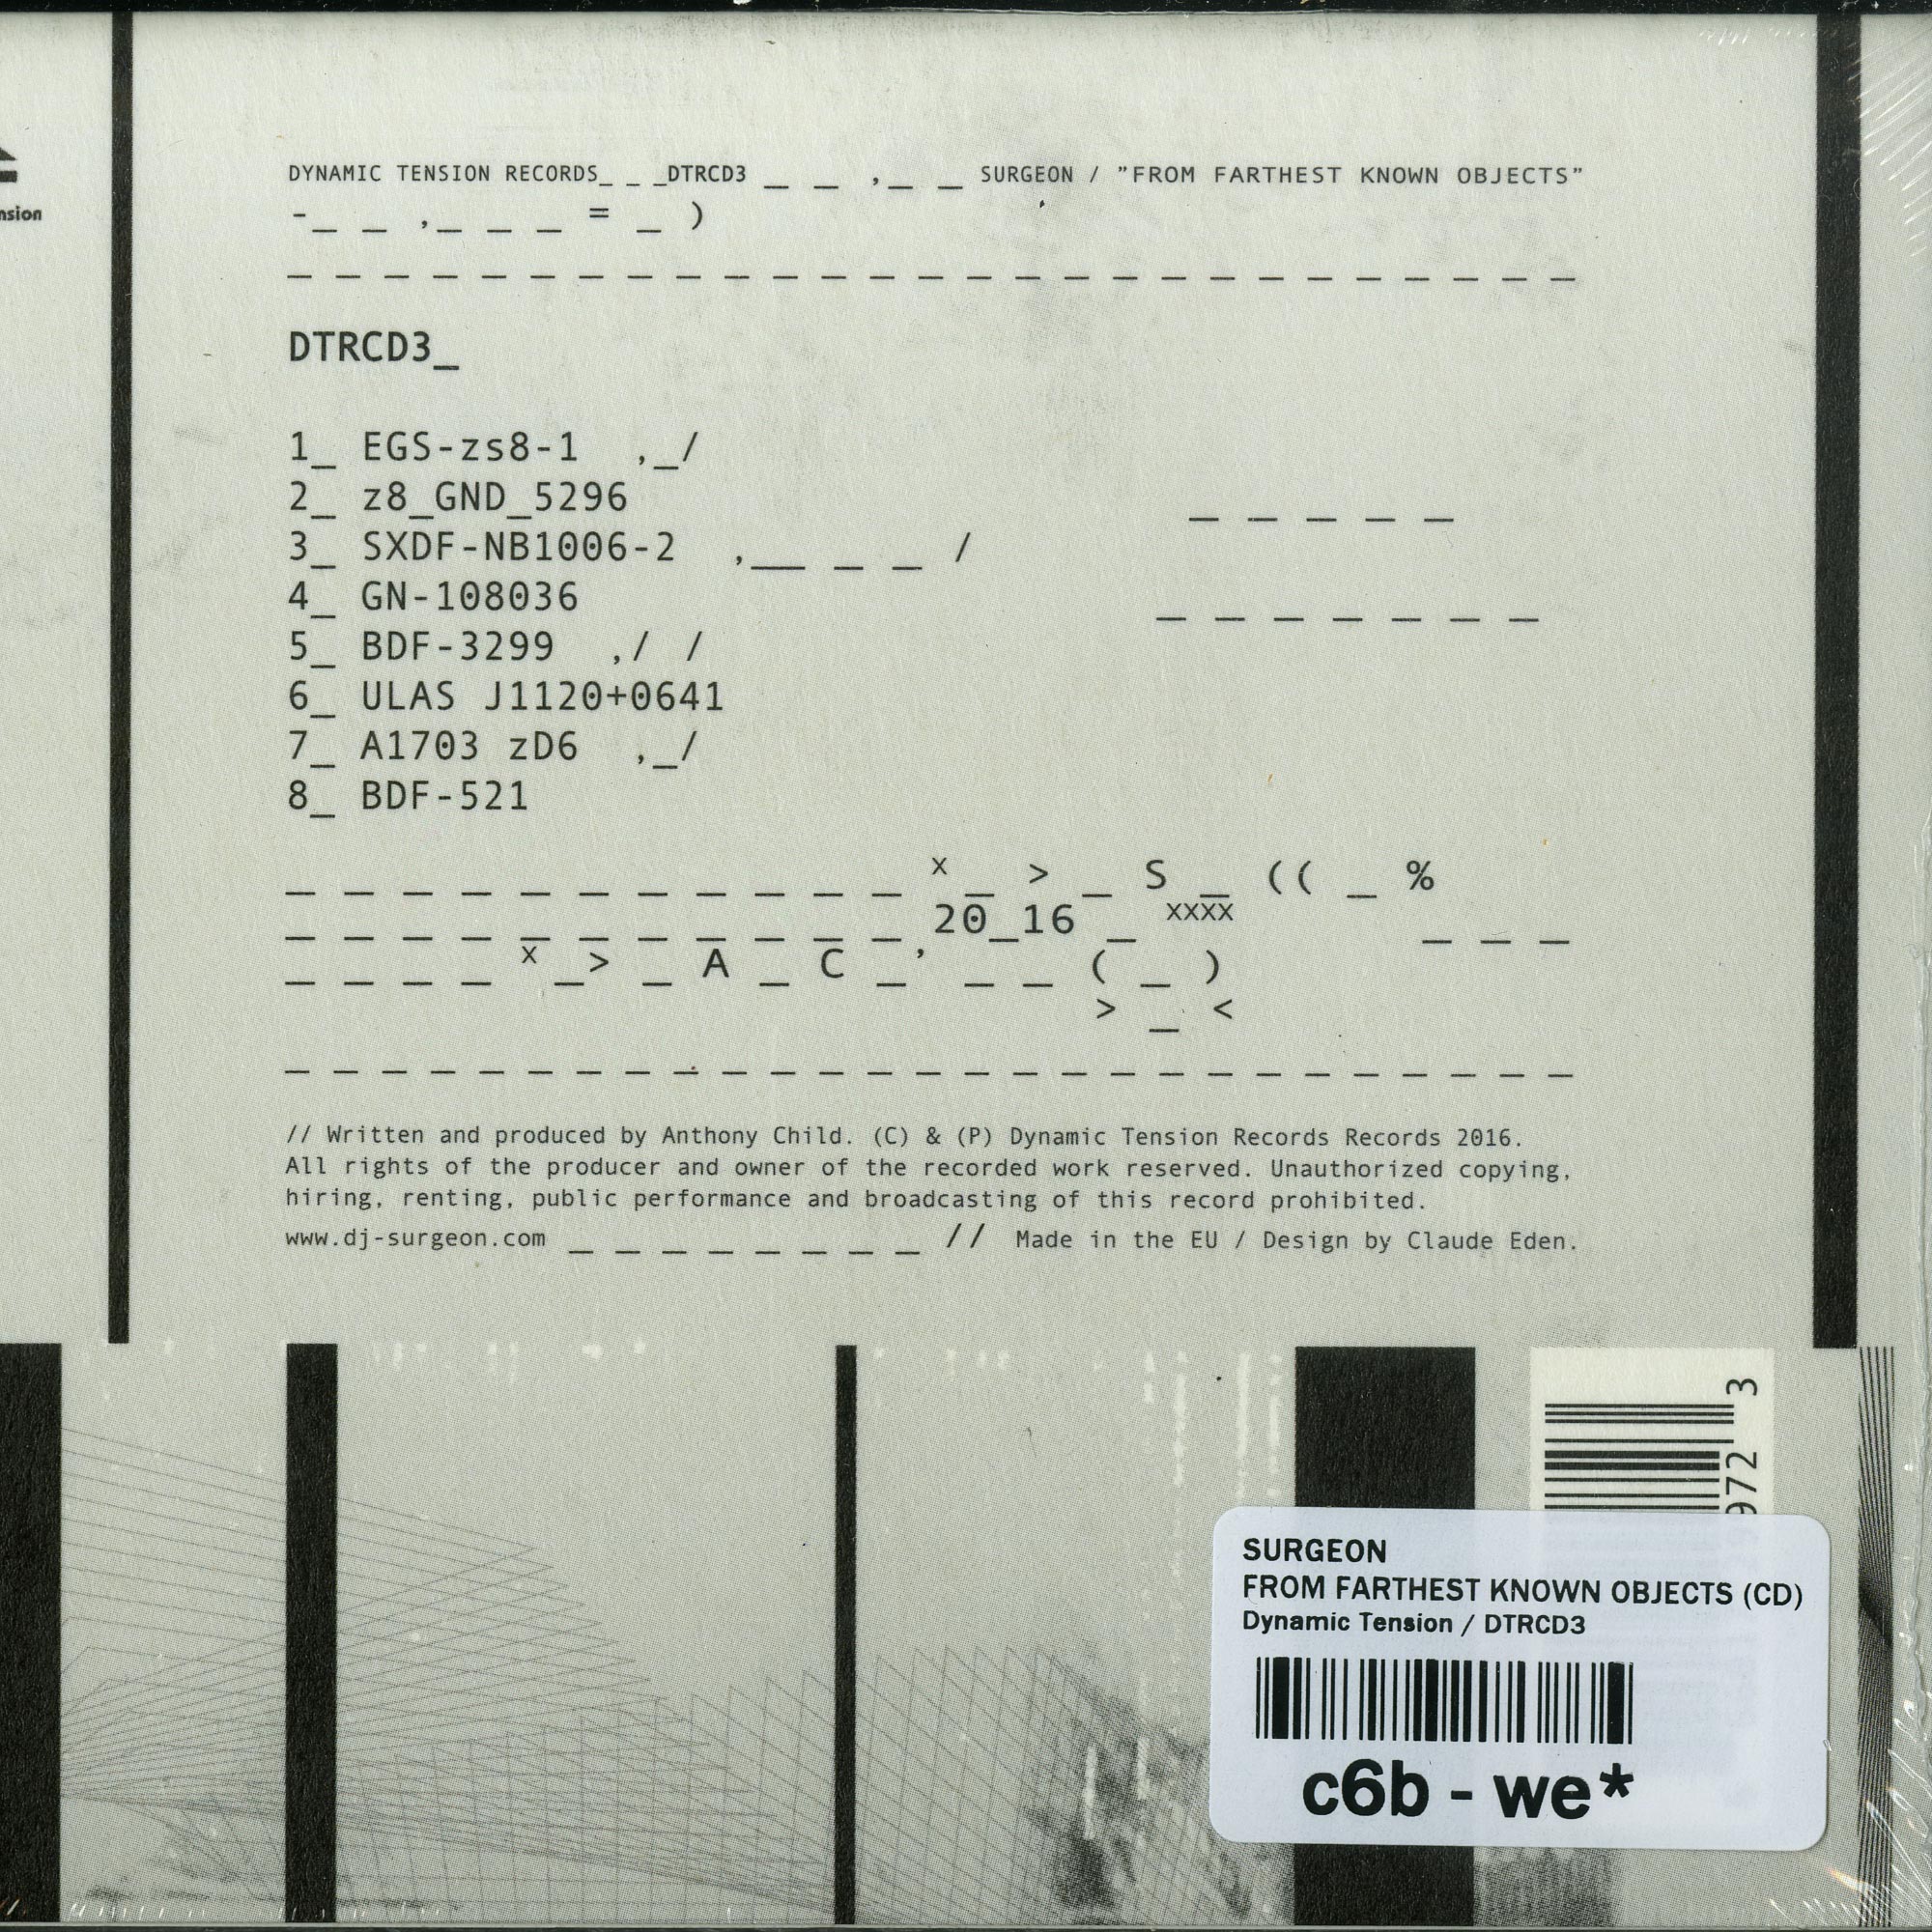 DYNAMIC TENSION RECORDS_ _ _DTRCD3 _ _ ,_ _ SURGEON / "FROM FARTHEST KNOWN OBJECTS"
-_ _ ,_ _ _ = _ )
nsion
_ _ _ _ _ _ _ _ _ _ _ _ _ _ _ _ _ _ _ _ _ _ _ _ _ _ _
DTRCD3_
1_ EGS-zs8-1 ,_/
2_ z8_GND_5296 _ _ _ _ _
3_ SXDF-NB1006-2 ,__ _ _ /
4_ GN-108036 _ _ _ _ _ _ _
5_ BDF-3299 ,/ /
6_ ULAS J1120+0641
7_ A1703 zD6 ,_/
8_ BDF-521
_ _ _ _ _ _ _ _ _ _ _ x _ > _ S _ (( _ %
_ _ _ _ _ _ _ _ _ _ _ ,20_16 _ xxxx _ _ _
_ _ _ _ x _> _ A _ C _ _ _ ( _ )
> _ <
_ _ _ _ _ _ _ _ _ _ _ _ _ _ _ _ _ _ _ _ _ _ _ _ _ _ _
// Written and produced by Anthony Child. (C) & (P) Dynamic Tension Records Records 2016.
All rights of the producer and owner of the recorded work reserved. Unauthorized copying,
hiring, renting, public performance and broadcasting of this record prohibited.
www.dj-surgeon.com _ _ _ _ _ _ _ _ // Made in the EU / Design by Claude Eden.
972 3
SURGEON
FROM FARTHEST KNOWN OBJECTS (CD)
Dynamic Tension / DTRCD3
c6b - we*